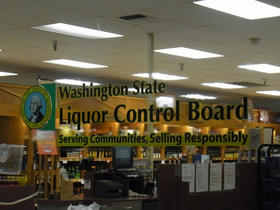 Washington State
Liquor Control Board
Serving Communities, Selling Responsibly